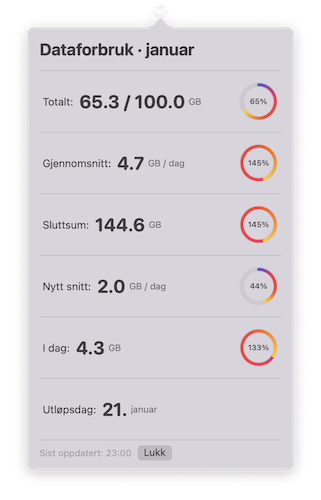 Dataforbruk · januar
Totalt: 65.3 / 100.0 GB 65%
Gjennomsnitt: 4.7 GB / dag 145%
Sluttsum: 144.6 GB 145%
Nytt snitt: 2.0 GB / dag 44%
I dag: 4.3 GB 133%
Utløpsdag: 21. januar
Sist oppdatert: 23:00 Lukk